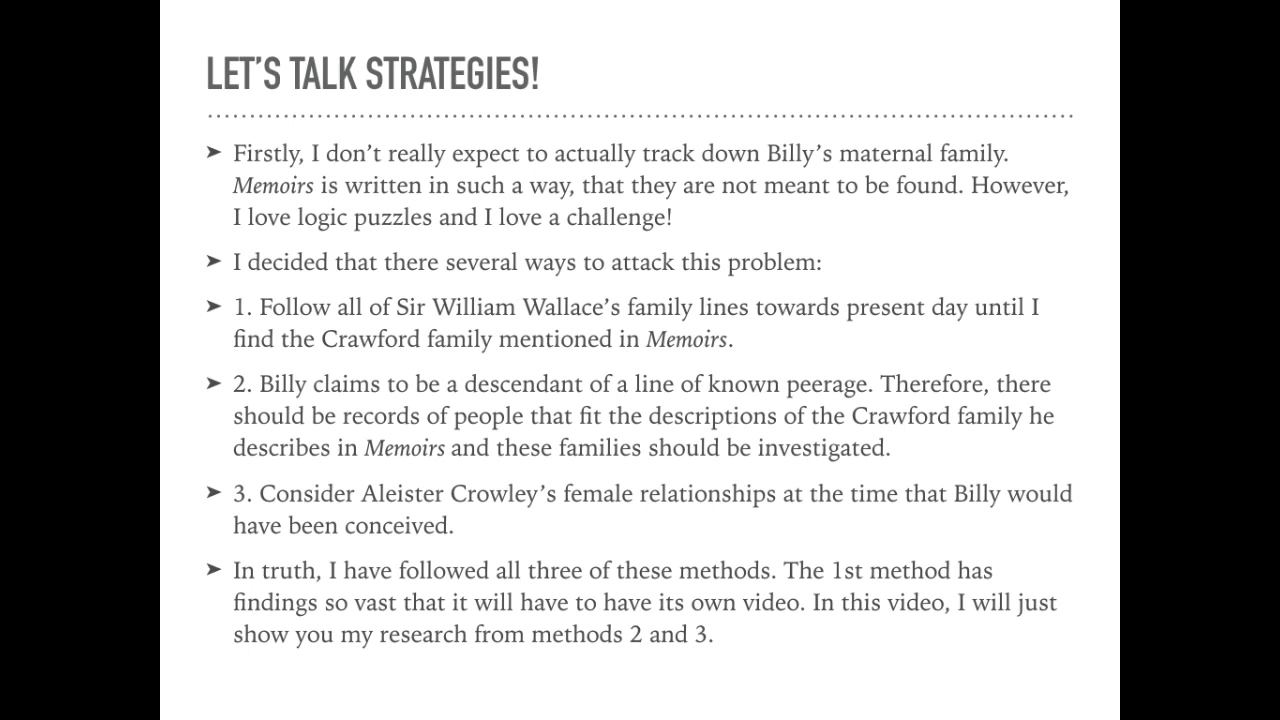 LET'S TALK STRATEGIES!
➤ Firstly, I don't really expect to actually track down Billy's maternal family.
Memoirs is written in such a way, that they are not meant to be found. However,
I love logic puzzles and I love a challenge!
➤ I decided that there several ways to attack this problem:
➤ 1. Follow all of Sir William Wallace's family lines towards present day until I
find the Crawford family mentioned in Memoirs.
➤ 2. Billy claims to be a descendant of a line of known peerage. Therefore, there
should be records of people that fit the descriptions of the Crawford family he
describes in Memoirs and these families should be investigated.
➤ 3. Consider Aleister Crowley's female relationships at the time that Billy would
have been conceived.
➤ In truth, I have followed all three of these methods. The 1st method has
findings so vast that it will have to have its own video. In this video, I will just
show you my research from methods 2 and 3.